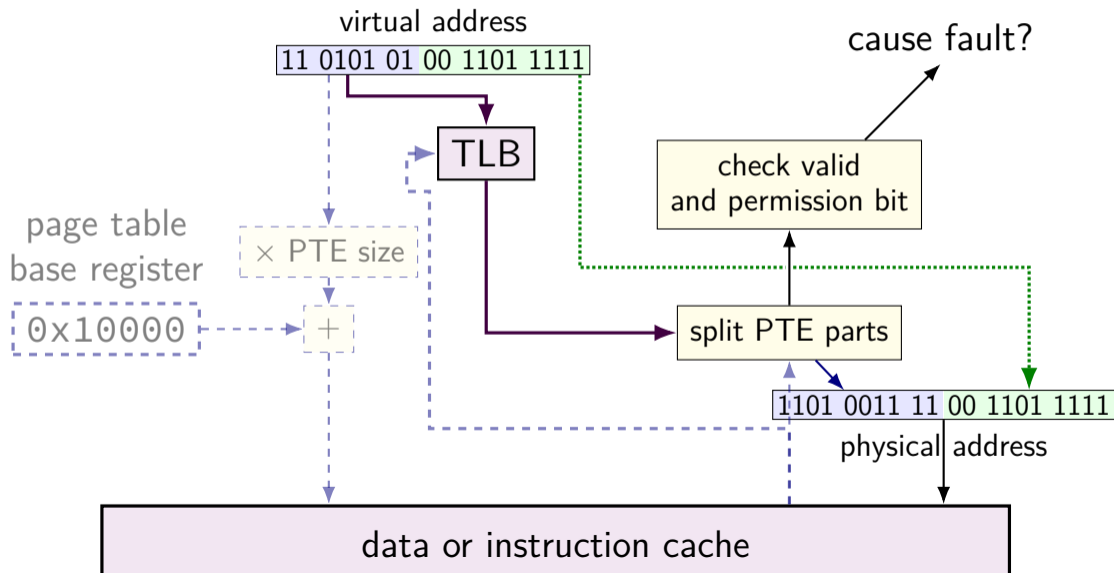 virtual address
11 0101 01 00 1101 1111
cause fault?
TLB
check valid
and permission bit
page table
base register
× PTE size
0x10000
+
split PTE parts
1101 0011 11 00 1101 1111
physical address
data or instruction cache